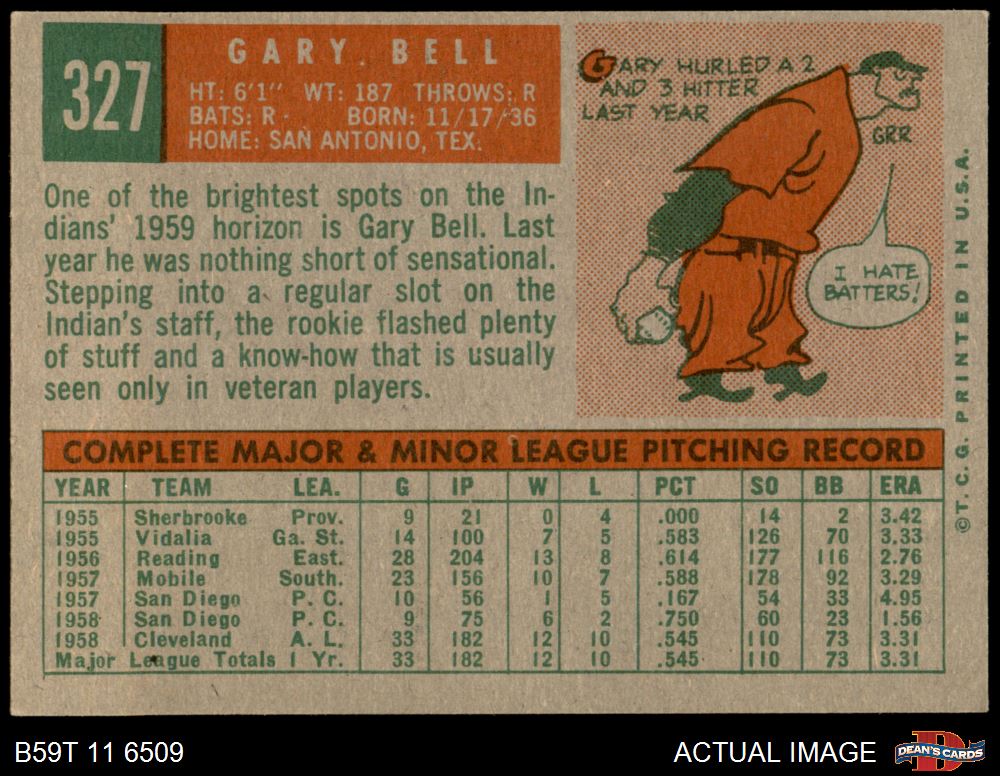 327
GARY BELL
HT: 6'1" WT: 187 THROWS: R
BATS: R BORN: 11/17/36
HOME: SAN ANTONIO, TEX.
GARY HURLED A 2
AND 3 HITTER
LAST YEAR
GRR
I HATE
BATTERS!
One of the brightest spots on the In-
dians' 1959 horizon is Gary Bell. Last
year he was nothing short of sensational.
Stepping into a regular slot on the
Indian's staff, the rookie flashed plenty
of stuff and a know-how that is usually
seen only in veteran players.
COMPLETE MAJOR & MINOR LEAGUE PITCHING RECORD
YEAR TEAM LEA. G IP W L PCT SO BB ERA
1955 Sherbrooke Prov. 9 21 0 4 .000 14 2 3.42
1955 Vidalia Ga. St. 14 100 7 5 .583 126 70 3.33
1956 Reading East. 28 204 13 8 .614 177 116 2.76
1957 Mobile South. 23 156 10 7 .588 178 92 3.29
1957 San Diego P. C. 10 56 1 5 .167 54 33 4.95
1958 San Diego P. C. 9 75 6 2 .750 60 23 1.56
1958 Cleveland A. L. 33 182 12 10 .545 110 73 3.31
Major League Totals 1 Yr. 33 182 12 10 .545 110 73 3.31
©T.C.G. PRINTED IN U.S.A.
B59T 11 6509
ACTUAL IMAGE
DEAN'S CARDS